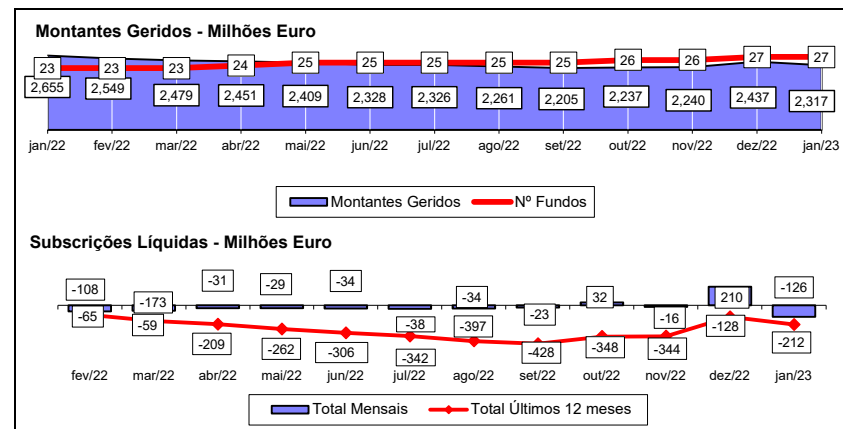 Montantes Geridos - Milhões Euro
23 23 23 24 25 25 25 25 25 26 26 27 27
2,655 2,549 2,479 2,451 2,409 2,328 2,326 2,261 2,205 2,237 2,240 2,437 2,317
jan/22 fev/22 mar/22 abr/22 mai/22 jun/22 jul/22 ago/22 set/22 out/22 nov/22 dez/22 jan/23
Montantes Geridos Nº Fundos
Subscrições Líquidas - Milhões Euro
-108 -173 -31 -29 -34 -38 -34 -23 32 -16 210 -126
-65 -59 -209 -262 -306 -342 -397 -428 -348 -344 -128 -212
fev/22 mar/22 abr/22 mai/22 jun/22 jul/22 ago/22 set/22 out/22 nov/22 dez/22 jan/23
Total Mensais Total Últimos 12 meses